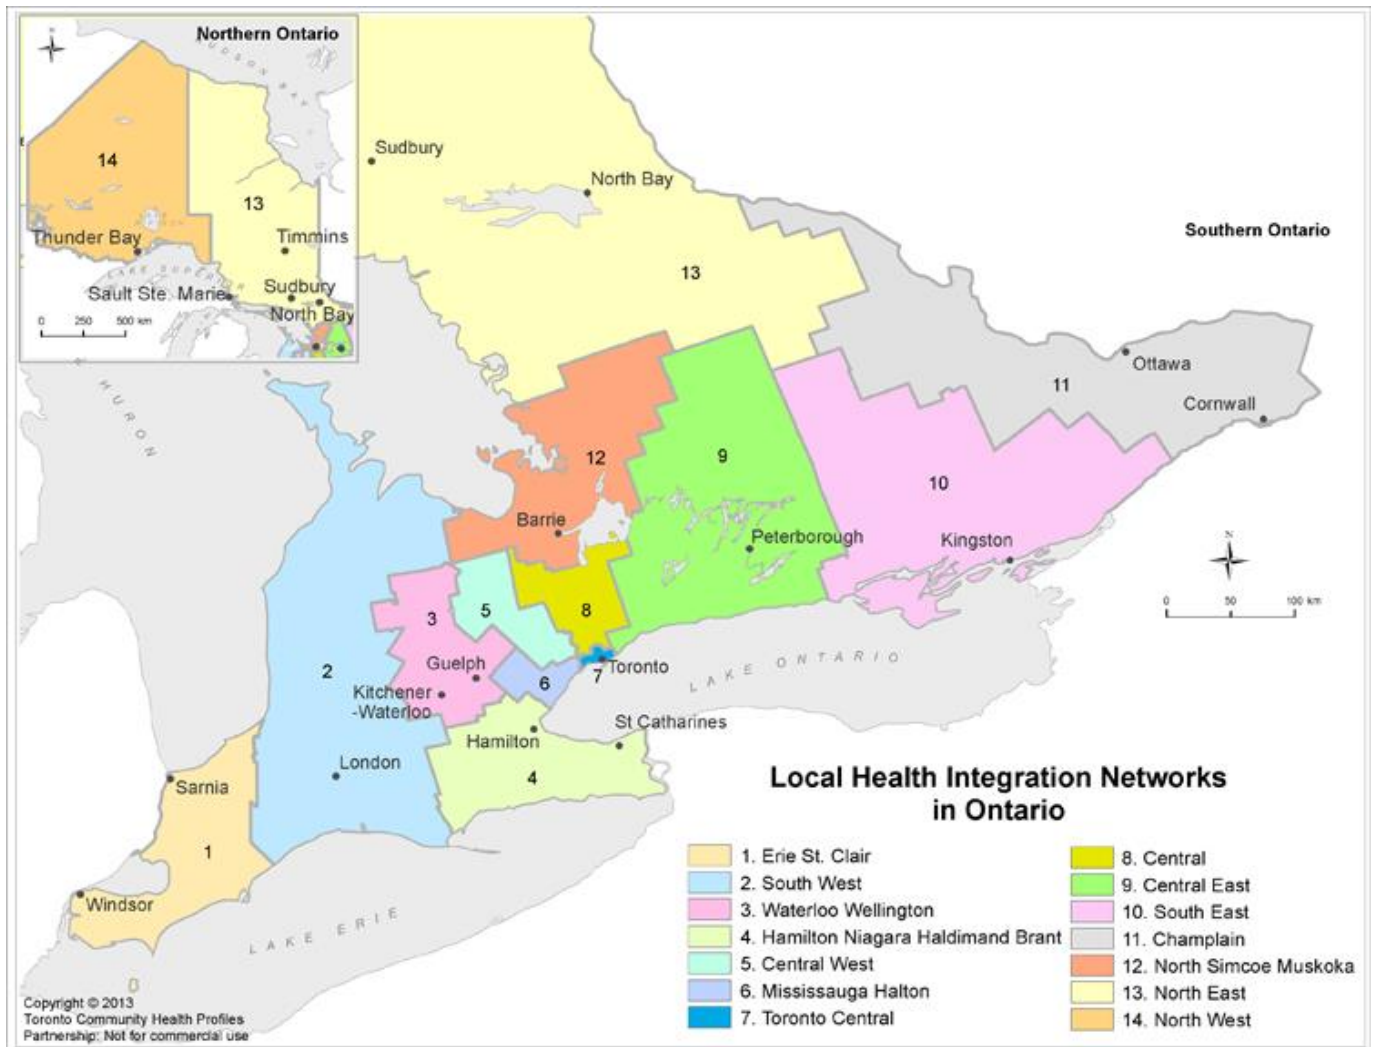 Northern Ontario
N
HUDSON BAY
14
13
Thunder Bay
Timmins
LAKE SUPERIOR
Sault Ste. Marie
Sudbury
North Bay
0 250 500 km
Sudbury
North Bay
13
Southern Ontario
HURON
Ottawa
11
Cornwall
12
9
10
Barrie
Peterborough
Kingston
N
0 50 100 km
3
5
8
Guelph
Toronto
7
LAKE ONTARIO
2
6
Kitchener
-Waterloo
St Catharines
Hamilton
London
4
Sarnia
1
Windsor
LAKE ERIE
Local Health Integration Networks
in Ontario
1. Erie St. Clair
2. South West
3. Waterloo Wellington
4. Hamilton Niagara Haldimand Brant
5. Central West
6. Mississauga Halton
7. Toronto Central
8. Central
9. Central East
10. South East
11. Champlain
12. North Simcoe Muskoka
13. North East
14. North West
0
Copyright © 2013
Toronto Community Health Profiles
Partnership: Not for commercial use